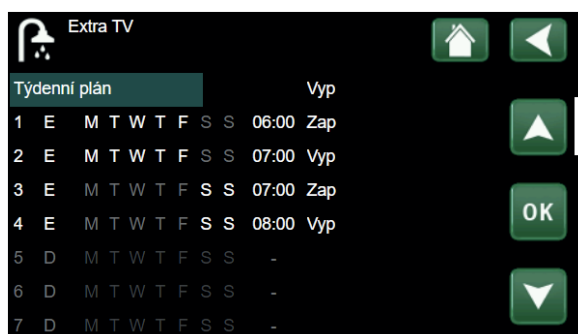 Extra TV
Týdenní plán Vyp
1 E M T W T F S S 06:00 Zap
2 E M T W T F S S 07:00 Vyp
3 E M T W T F S S 07:00 Zap
4 E M T W T F S S 08:00 Vyp
OK
5 D M T W T F S S -
6 D M T W T F S S -
7 D M T W T F S S -